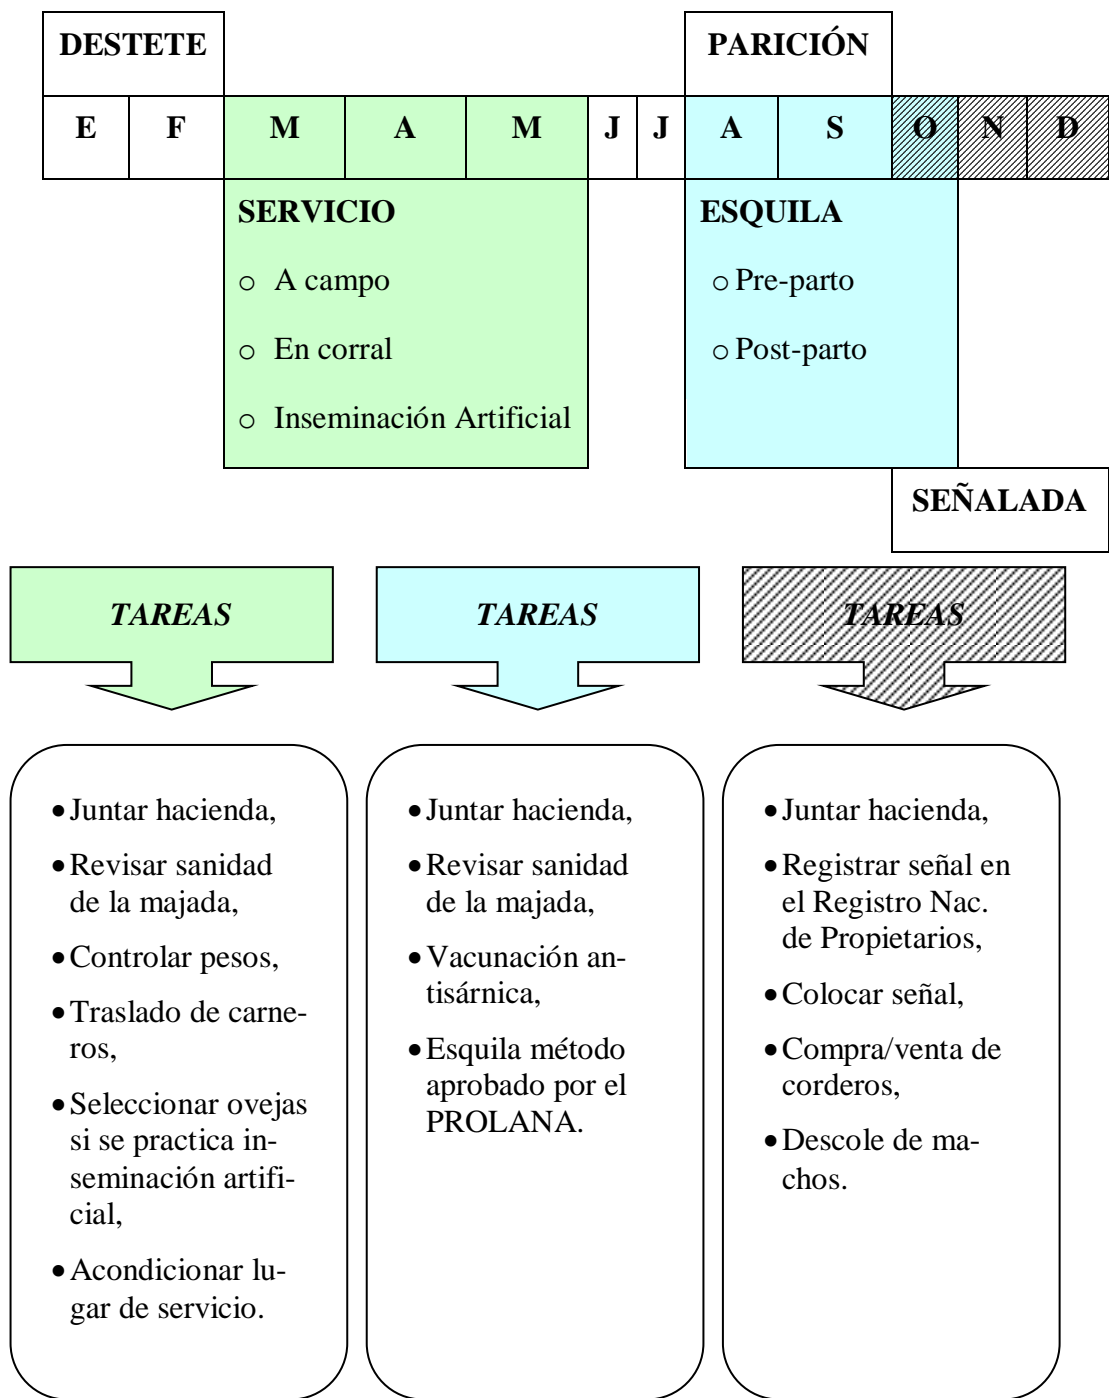 DESTETE PARICIÓN
E F M A M J J A S O N D
SERVICIO
o A campo
o En corral
o Inseminación Artificial
ESQUILA
o Pre-parto
o Post-parto
SEÑALADA
TAREAS
• Juntar hacienda,
• Revisar sanidad
de la majada,
• Controlar pesos,
• Traslado de carne-
ros,
• Seleccionar ovejas
si se practica in-
seminación artifi-
cial,
• Acondicionar lu-
gar de servicio.
TAREAS
• Juntar hacienda,
• Revisar sanidad
de la majada,
• Vacunación an-
tisárnica,
• Esquila método
aprobado por el
PROLANA.
TAREAS
• Juntar hacienda,
• Registrar señal en
el Registro Nac.
de Propietarios,
• Colocar señal,
• Compra/venta de
corderos,
• Descole de ma-
chos.